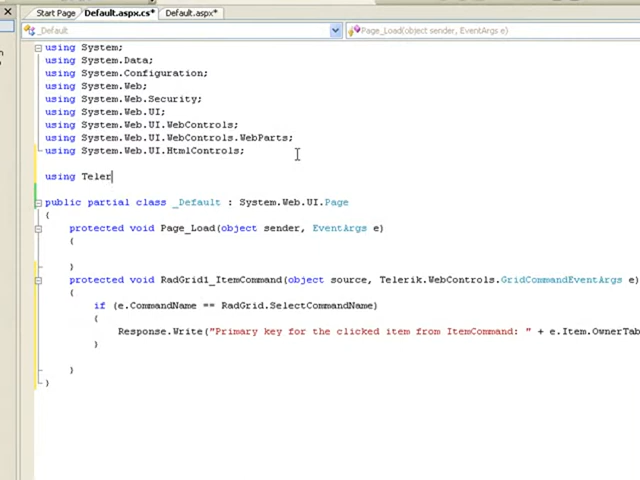 Start Page Default.aspx.cs* Default.aspx*
_Default Page_Load(object sender, EventArgs e)
using System;
using System.Data;
using System.Configuration;
using System.Web;
using System.Web.Security;
using System.Web.UI;
using System.Web.UI.WebControls;
using System.Web.UI.WebControls.WebParts;
using System.Web.UI.HtmlControls;
using Teler
public partial class _Default : System.Web.UI.Page
{
protected void Page_Load(object sender, EventArgs e)
{
}
protected void RadGrid1_ItemCommand(object source, Telerik.WebControls.GridCommandEventArgs e)
{
if (e.CommandName == RadGrid.SelectCommandName)
{
Response.Write("Primary key for the clicked item from ItemCommand: " + e.Item.OwnerTab
}
}
}